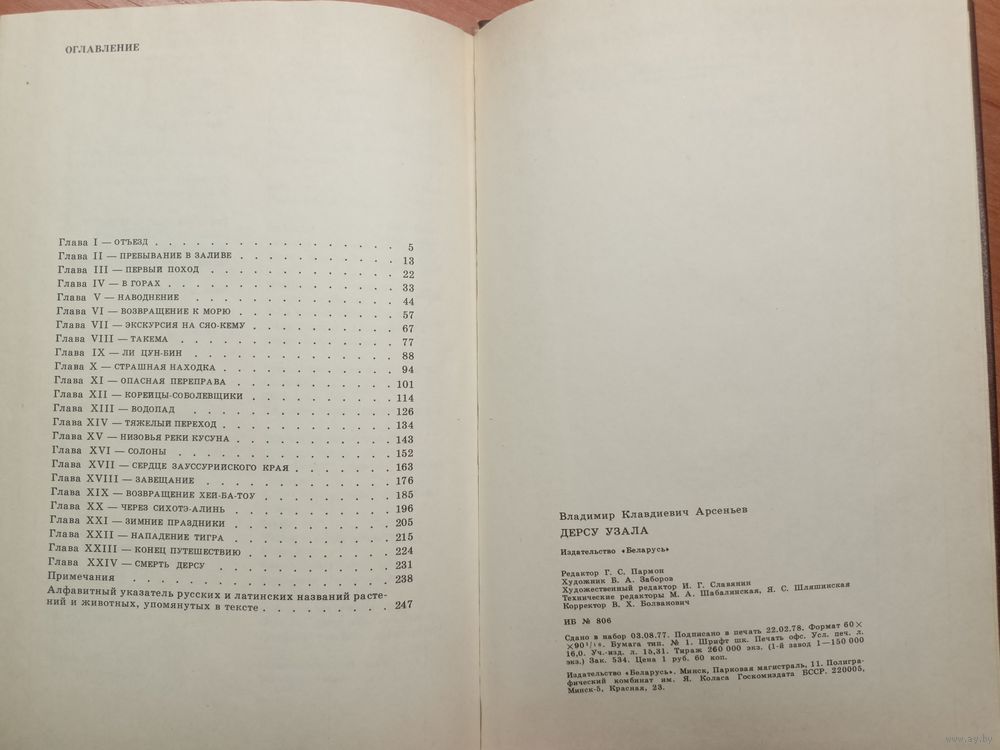 ОГЛАВЛЕНИЕ
Глава I — ОТЪЕЗД . . . . . . . . . . . . . . . . . . 5
Глава II — ПРЕБЫВАНИЕ В ЗАЛИВЕ . . . . . . . . . . . 13
Глава III — ПЕРВЫЙ ПОХОД . . . . . . . . . . . . . . 22
Глава IV — В ГОРАХ . . . . . . . . . . . . . . . . . 33
Глава V — НАВОДНЕНИЕ . . . . . . . . . . . . . . . 44
Глава VI — ВОЗВРАЩЕНИЕ К МОРЮ . . . . . . . . . . . . 57
Глава VII — ЭКСКУРСИЯ НА СЯО-КЕМУ . . . . . . . . . . 67
Глава VIII — ТАКЕМА . . . . . . . . . . . . . . . . 77
Глава IX — ЛИ ЦУН-БИН . . . . . . . . . . . . . . . 88
Глава X — СТРАШНАЯ НАХОДКА . . . . . . . . . . . . . 94
Глава XI — ОПАСНАЯ ПЕРЕПРАВА . . . . . . . . . . . . 101
Глава XII — КОРЕЙЦЫ-СОБОЛЕВЩИКИ . . . . . . . . . . . 114
Глава XIII — ВОДОПАД . . . . . . . . . . . . . . . 126
Глава XIV — ТЯЖЕЛЫЙ ПЕРЕХОД . . . . . . . . . . . . . 134
Глава XV — НИЗОВЬЯ РЕКИ КУСУНА . . . . . . . . . . . . 143
Глава XVI — СОЛОНЫ . . . . . . . . . . . . . . . . 152
Глава XVII — СЕРДЦЕ ЗАУССУРИЙСКОГО КРАЯ . . . . . . . 163
Глава XVIII — ЗАВЕЩАНИЕ . . . . . . . . . . . . . . 176
Глава XIX — ВОЗВРАЩЕНИЕ ХЕЙ-БА-ТОУ . . . . . . . . . . 185
Глава XX — ЧЕРЕЗ СИХОТЭ-АЛИНЬ . . . . . . . . . . . . 196
Глава XXI — ЗИМНИЕ ПРАЗДНИКИ . . . . . . . . . . . . 205
Глава XXII — НАПАДЕНИЕ ТИГРА . . . . . . . . . . . . 215
Глава XXIII — КОНЕЦ ПУТЕШЕСТВИЮ . . . . . . . . . . . 224
Глава XXIV — СМЕРТЬ ДЕРСУ . . . . . . . . . . . . . 231
Примечания . . . . . . . . . . . . . . . . . . . 238
Алфавитный указатель русских и латинских названий расте-
ний и животных, упомянутых в тексте . . . . . . . . . 247
Владимир Клавдиевич Арсеньев
ДЕРСУ УЗАЛА
Издательство «Беларусь»
Редактор Г. С. Пармон
Художник Б. А. Заборов
Художественный редактор И. Г. Славянин
Технические редакторы М. А. Шабалинская, Я. С. Шляшинская
Корректор В. Х. Болванович
ИБ № 806
Сдано в набор 03.08.77. Подписано в печать 22.02.78. Формат 60×
×90¹/₁₆. Бумага тип. № 1. Шрифт шк. Печать офс. Усл. печ. л.
16,0. Уч.-изд. л. 15,31. Тираж 260 000 экз. (1-й завод 1—150 000
экз.) Зак. 534. Цена 1 руб. 60 коп.
Издательство «Беларусь». Минск, Парковая магистраль, 11. Полигра-
фический комбинат им. Я. Коласа Госкомиздата БССР. 220005,
Минск-5, Красная, 23.
www.ay.by